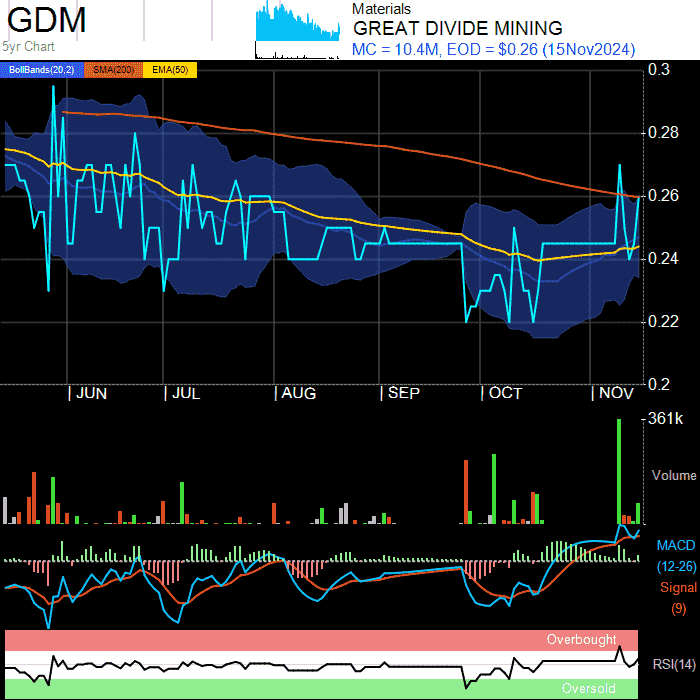 GDM
5yr Chart
Materials
GREAT DIVIDE MINING
MC = 10.4M, EOD = $0.26 (15Nov2024)
BollBands(20,2) SMA(200) EMA(50)
0.3
0.28
0.26
0.24
0.22
0.2
JUN JUL AUG SEP OCT NOV
361k
Volume
MACD
(12-26)
Signal
(9)
Overbought
RSI(14)
Oversold